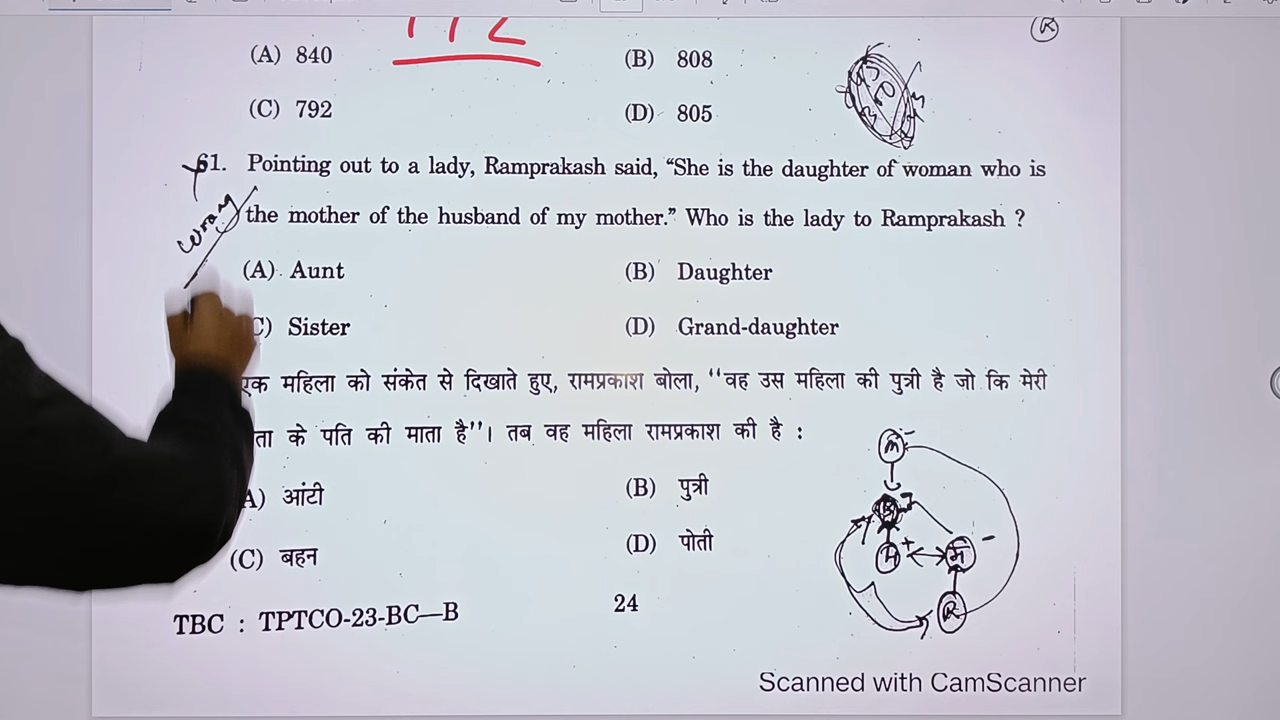 112
(A) 840
(B) 808
(C) 792
(D) 805
61. Pointing out to a lady, Ramprakash said, “She is the daughter of woman who is
the mother of the husband of my mother.” Who is the lady to Ramprakash ?
wrong
(A) Aunt
(B) Daughter
C) Sister
(D) Grand-daughter
एक महिला को संकेत से दिखाते हुए, रामप्रकाश बोला, ‘‘वह उस महिला की पुत्री है जो कि मेरी
ता के पति की माता है’’। तब वह महिला रामप्रकाश की है :
A) आंटी
(B) पुत्री
(C) बहन
(D) पोती
TBC : TPTCO-23-BC—B
24
Scanned with CamScanner